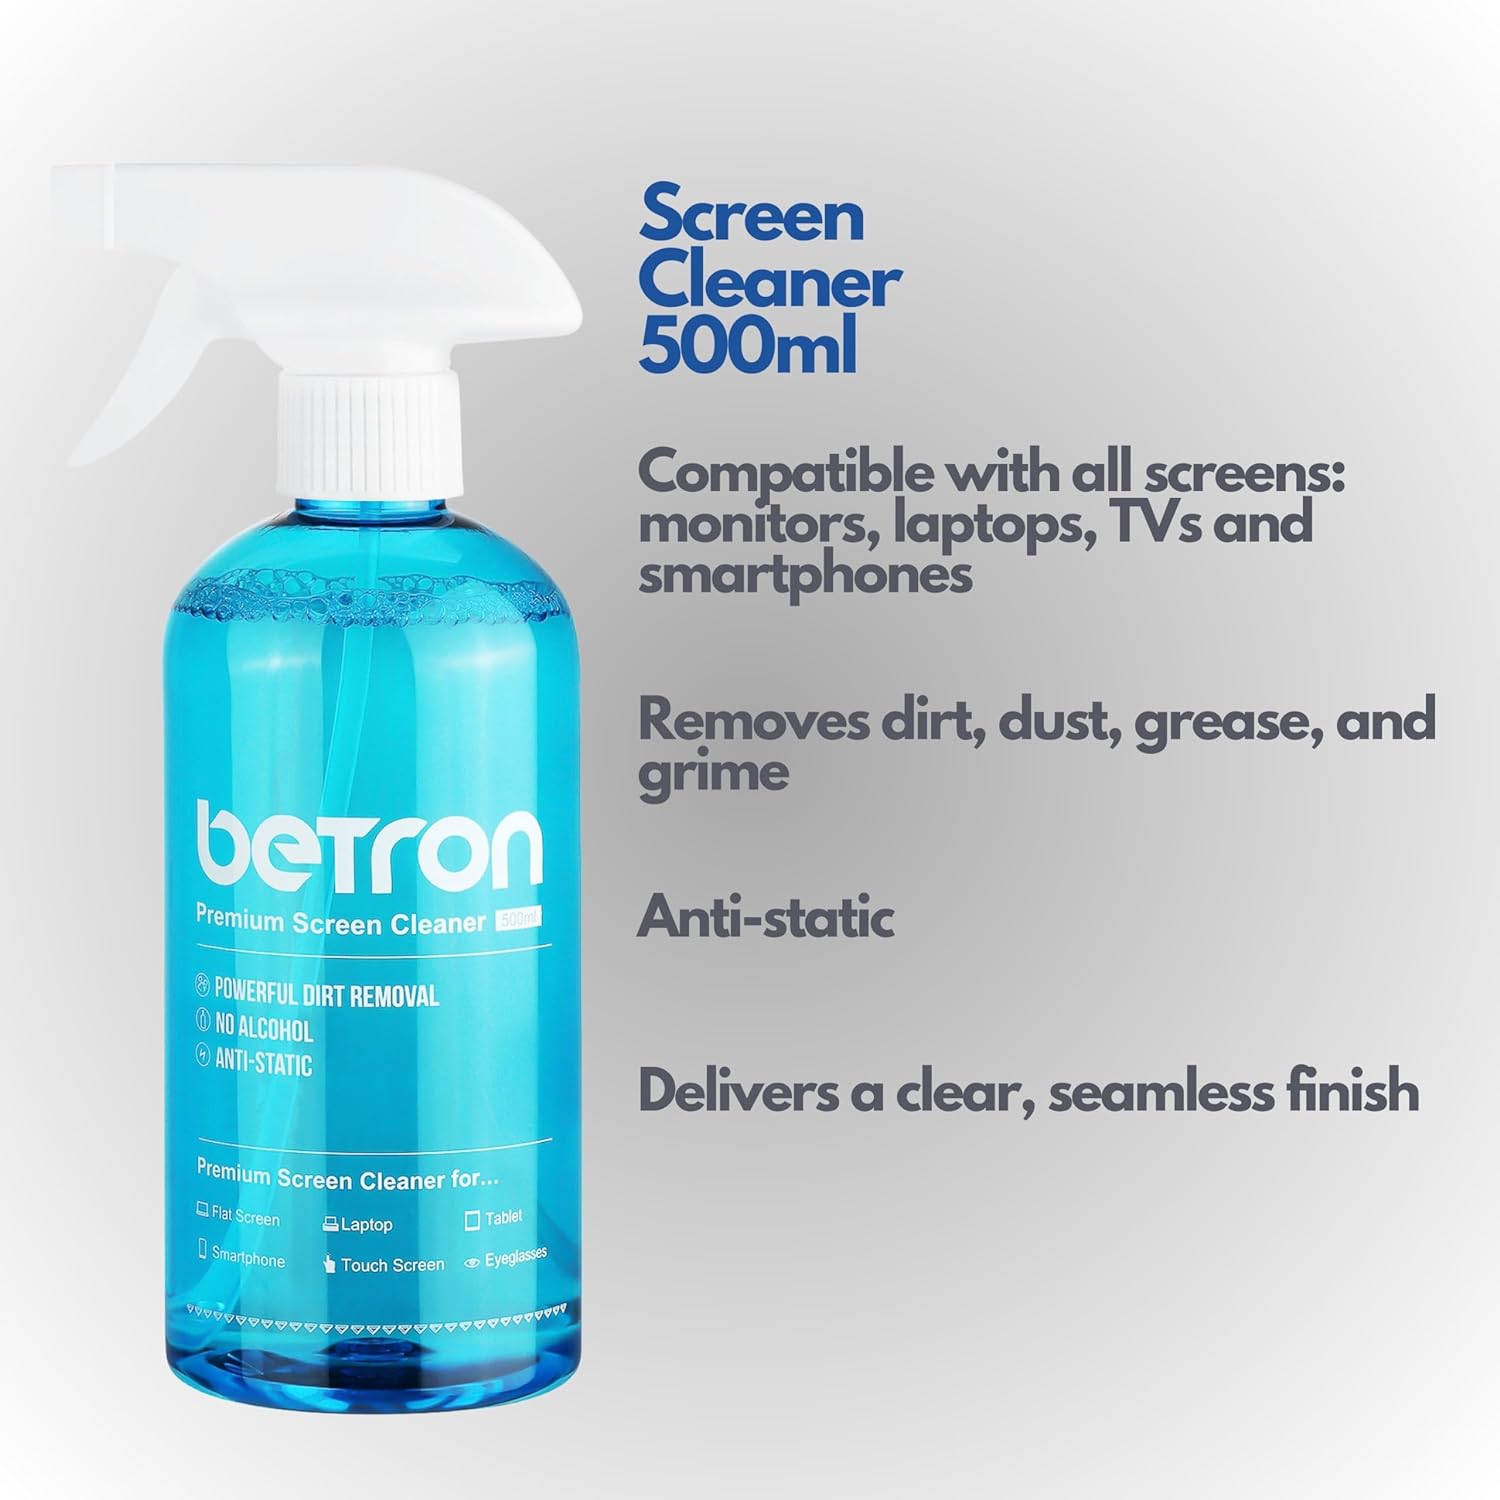 Screen
Cleaner
500ml
Compatible with all screens:
monitors, laptops, TVs and
smartphones
Removes dirt, dust, grease, and
grime
Anti-static
Delivers a clear, seamless finish
betron
Premium Screen Cleaner 500ml
POWERFUL DIRT REMOVAL
NO ALCOHOL
ANTI-STATIC
Premium Screen Cleaner for...
Flat Screen Laptop Tablet
Smartphone Touch Screen Eyeglasses